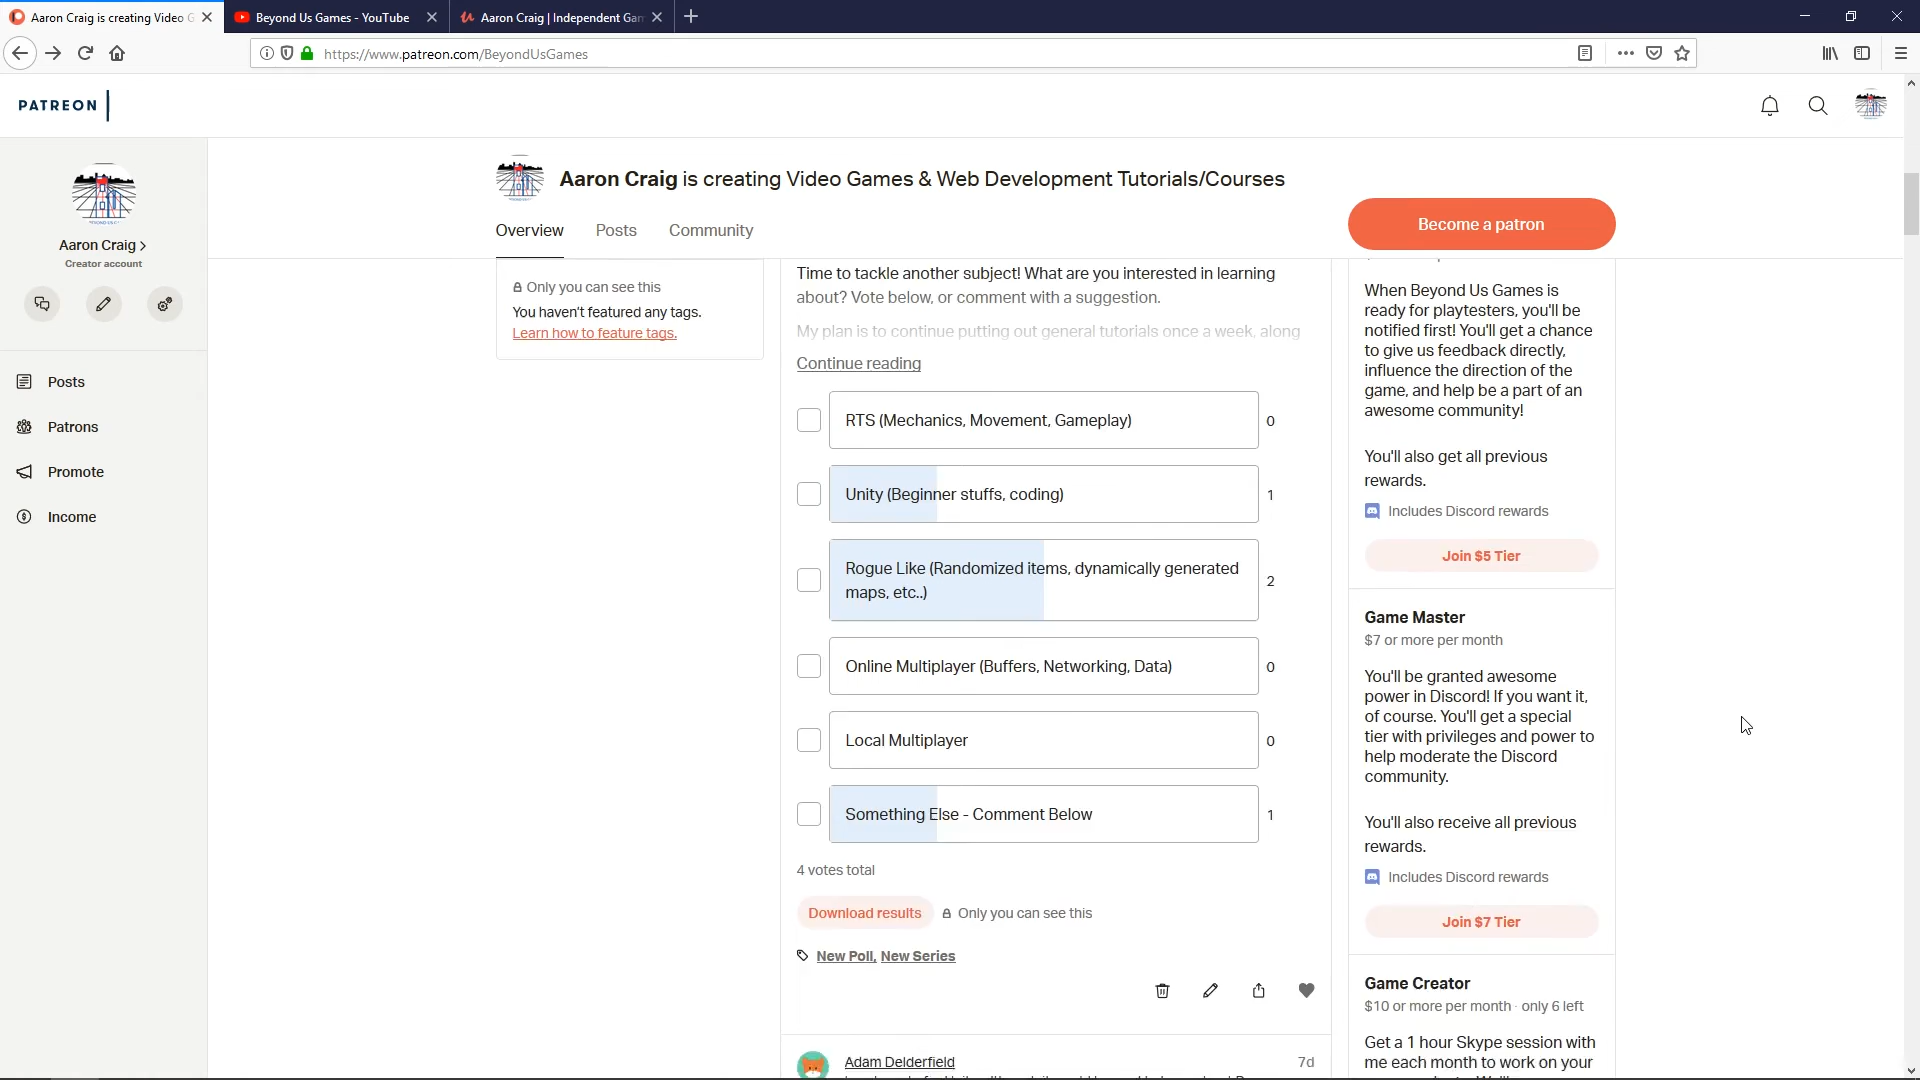 Aaron Craig is creating Video G
Beyond Us Games - YouTube
Aaron Craig | Independent Gam
https://www.patreon.com/BeyondUsGames
PATREON
Aaron Craig is creating Video Games & Web Development Tutorials/Courses
Overview
Posts
Community
Become a patron
Aaron Craig
Creator account
Posts
Patrons
Promote
Income
Only you can see this
You haven't featured any tags.
Learn how to feature tags.
Time to tackle another subject! What are you interested in learning
about? Vote below, or comment with a suggestion.
My plan is to continue putting out general tutorials once a week, along
Continue reading
RTS (Mechanics, Movement, Gameplay) 0
Unity (Beginner stuffs, coding) 1
Rogue Like (Randomized items, dynamically generated
maps, etc..) 2
Online Multiplayer (Buffers, Networking, Data) 0
Local Multiplayer 0
Something Else - Comment Below 1
4 votes total
Download results
Only you can see this
New Poll, New Series
Adam Delderfield
7d
When Beyond Us Games is
ready for playtesters, you'll be
notified first! You'll get a chance
to give us feedback directly,
influence the direction of the
game, and help be a part of an
awesome community!
You'll also get all previous
rewards.
Includes Discord rewards
Join $5 Tier
Game Master
$7 or more per month
You'll be granted awesome
power in Discord! If you want it,
of course. You'll get a special
tier with privileges and power to
help moderate the Discord
community.
You'll also receive all previous
rewards.
Includes Discord rewards
Join $7 Tier
Game Creator
$10 or more per month · only 6 left
Get a 1 hour Skype session with
me each month to work on your